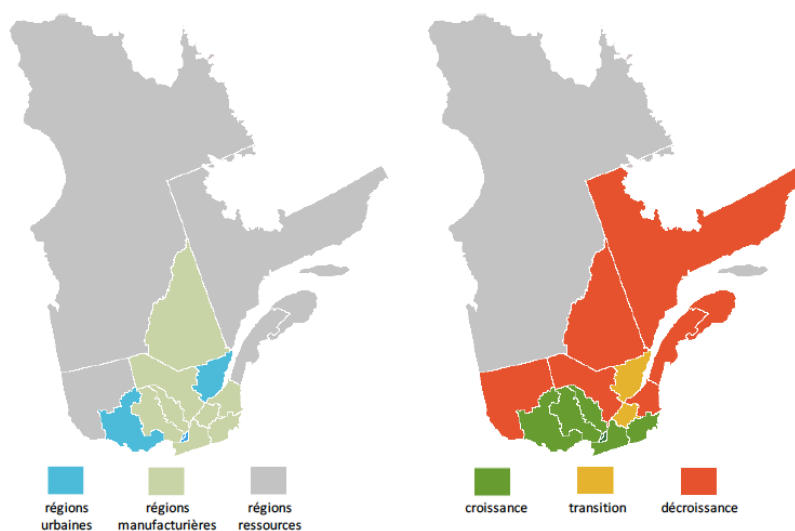 régions
urbaines
régions
manufacturières
régions
ressources
croissance
transition
décroissance